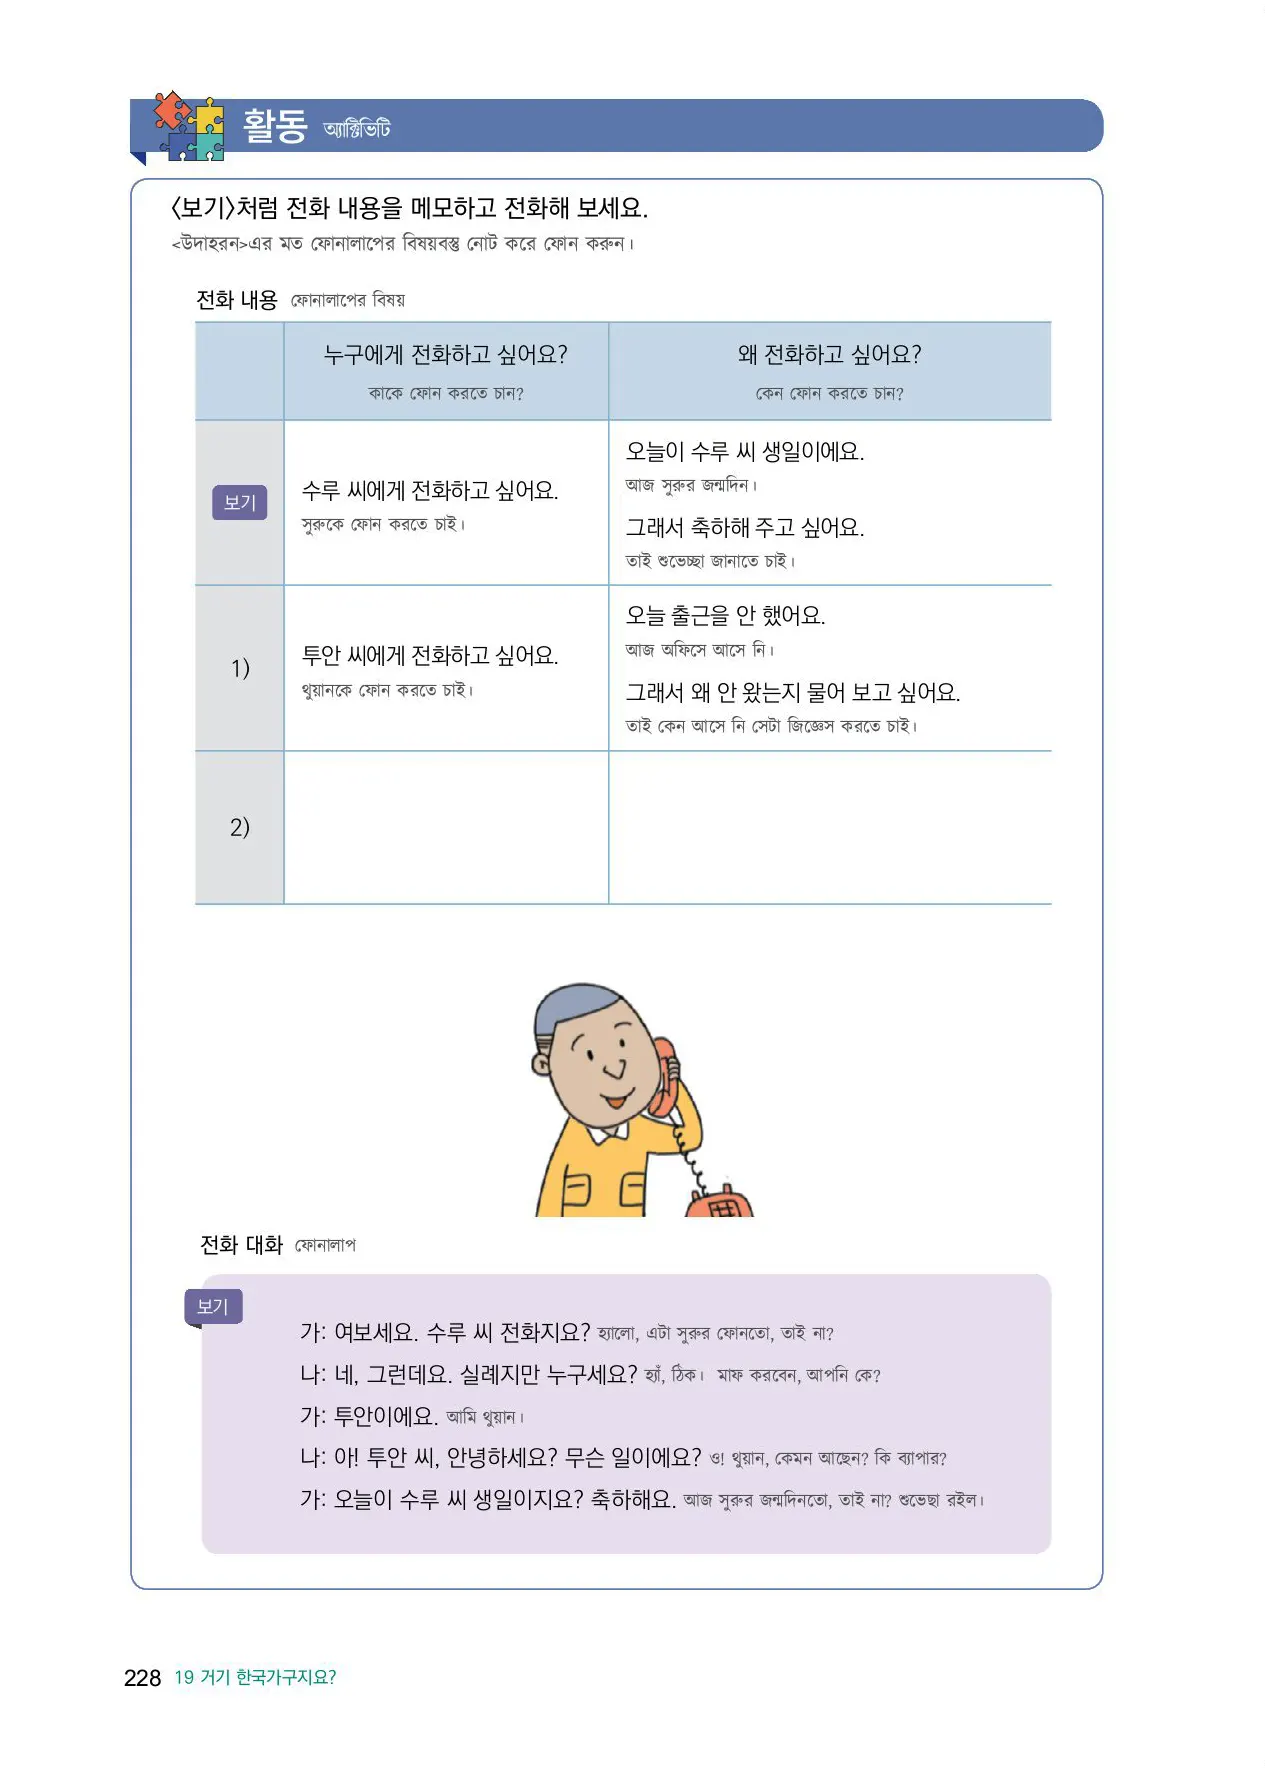 활동 অ্যাক্টিভিটি
<보기>처럼 전화 내용을 메모하고 전화해 보세요.
<উদাহরন>এর মত ফোনালাপের বিষয়বস্তু নোট করে ফোন করুন।
전화 내용 ফোনালাপের বিষয়
누구에게 전화하고 싶어요?
কাকে ফোন করতে চান?
왜 전화하고 싶어요?
কেন ফোন করতে চান?
보기
수루 씨에게 전화하고 싶어요.
সুরুকে ফোন করতে চাই।
오늘이 수루 씨 생일이에요.
আজ সুরুর জন্মদিন।
그래서 축하해 주고 싶어요.
তাই শুভেচ্ছা জানাতে চাই।
1)
투안 씨에게 전화하고 싶어요.
থুয়ানকে ফোন করতে চাই।
오늘 출근을 안 했어요.
আজ অফিসে আসে নি।
그래서 왜 안 왔는지 물어 보고 싶어요.
তাই কেন আসে নি সেটা জিজ্ঞেস করতে চাই।
2)
전화 대화 ফোনালাপ
보기
가: 여보세요. 수루 씨 전화지요? হ্যালো, এটা সুরুর ফোনতো, তাই না?
나: 네, 그런데요. 실례지만 누구세요? হ্যাঁ, ঠিক। মাফ করবেন, আপনি কে?
가: 투안이에요. আমি থুয়ান।
나: 아! 투안 씨, 안녕하세요? 무슨 일이에요? ও! থুয়ান, কেমন আছেন? কি ব্যাপার?
가: 오늘이 수루 씨 생일이지요? 축하해요. আজ সুরুর জন্মদিনতো, তাই না? শুভেছা রইল।
228 19 거기 한국가구지요?